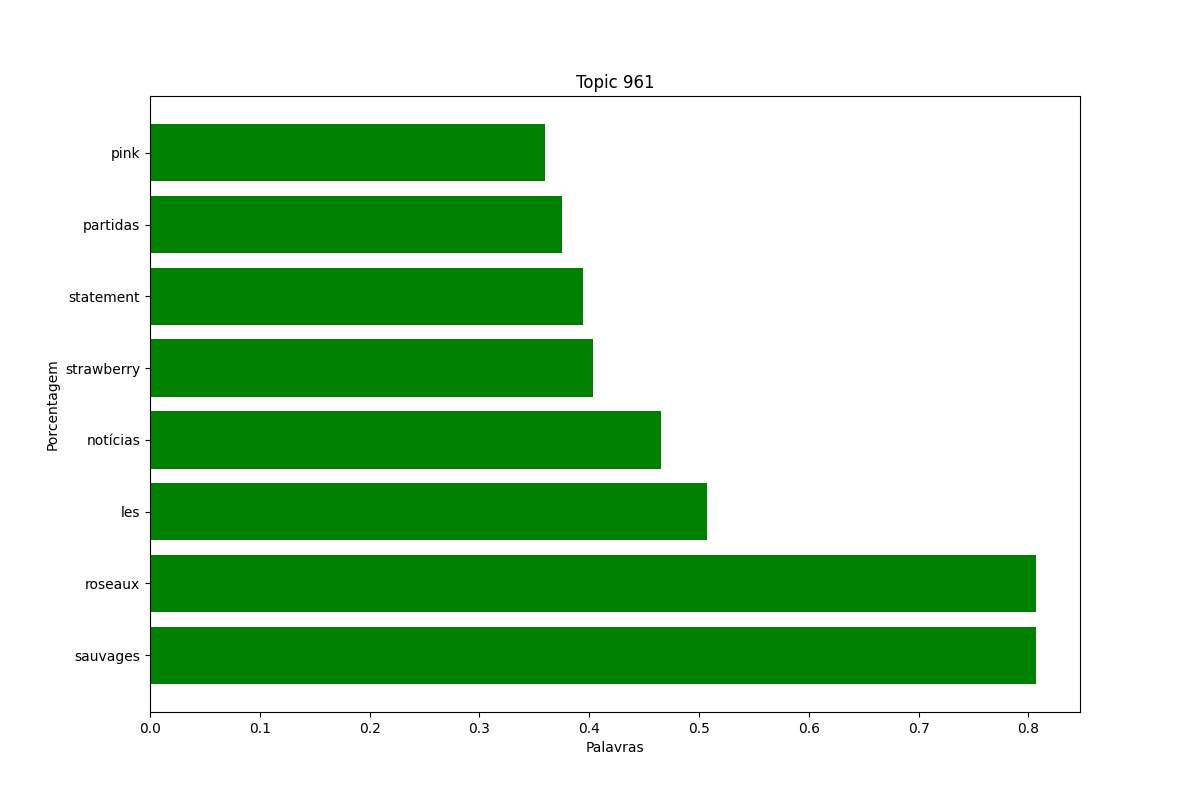 Topic 961
pink
partidas
statement
strawberry
notícias
les
roseaux
sauvages
Porcentagem
0.0 0.1 0.2 0.3 0.4 0.5 0.6 0.7 0.8
Palavras